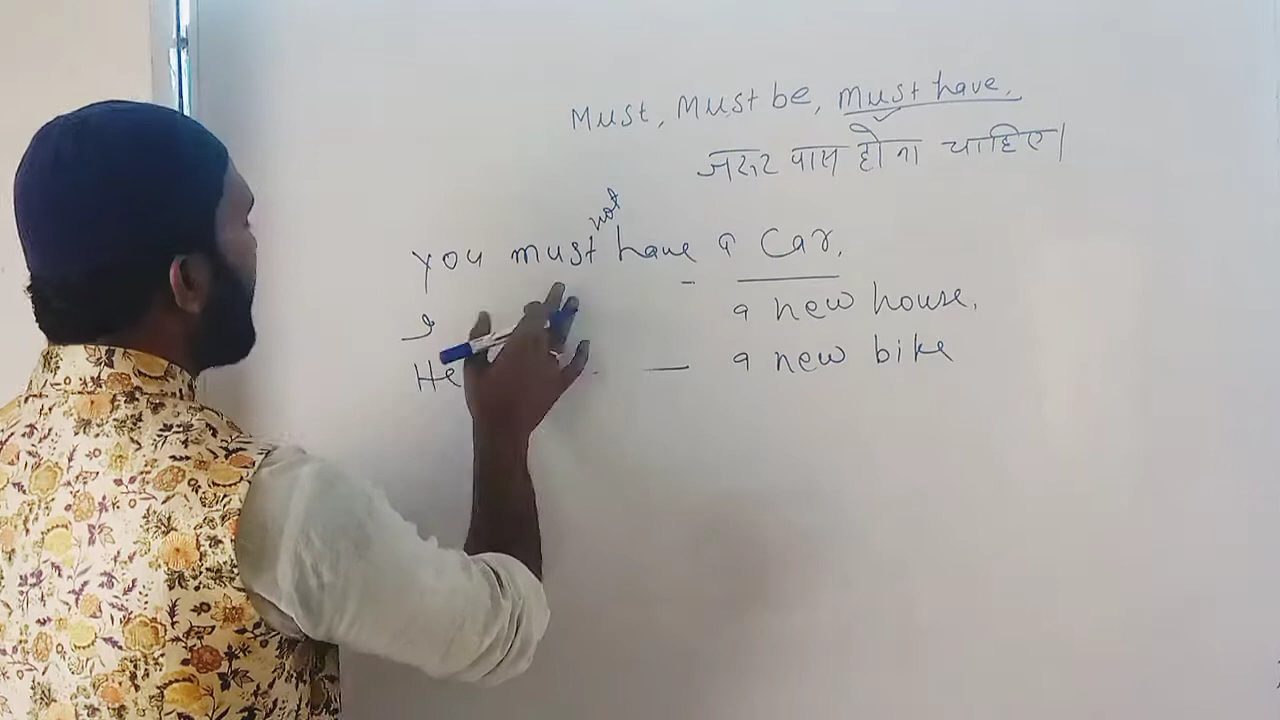 Must, Must be, Must have,
जरूर पास होना चाहिए।
You must not have a Car.
I a new house.
He — a new bike